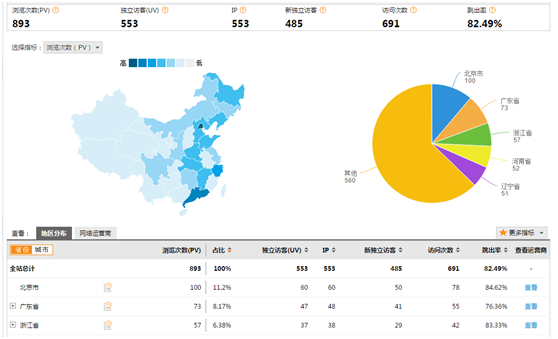 浏览次数(PV) 独立访客(UV) IP 新独立访客 访问次数 跳出率
893 553 553 485 691 82.49%
选择指标： 浏览次数（PV）
高 低
北京市
100
广东省
73
浙江省
57
河南省
52
辽宁省
51
其他
560
查看： 地区分布 网络运营商 更多指标
省份 城市 浏览次数(PV) 占比 独立访客(UV) IP 新独立访客 访问次数 跳出率 查看运营商
全站总计 893 100% 553 553 485 691 82.49% -
北京市 100 11.2% 60 60 50 78 84.62% 查看
广东省 73 8.17% 47 48 41 55 76.36% 查看
浙江省 57 6.38% 37 38 29 42 83.33% 查看